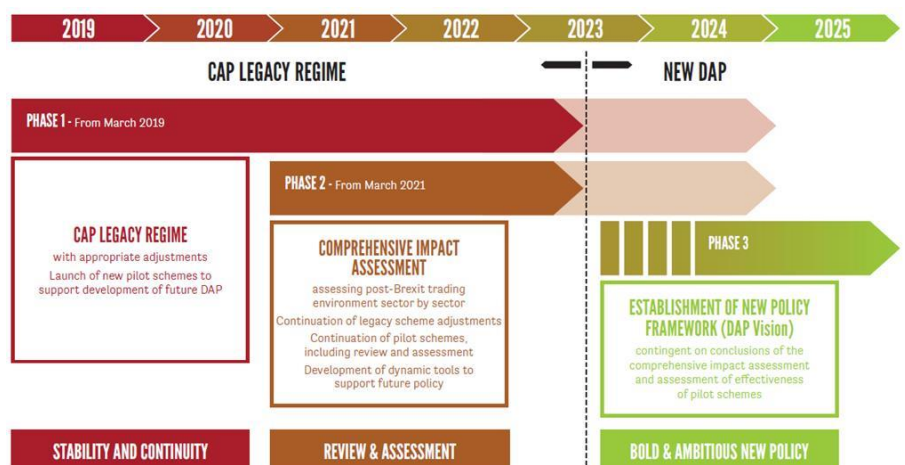 2019 2020 2021 2022 2023 2024 2025
CAP LEGACY REGIME
NEW DAP
PHASE 1 - From March 2019
PHASE 2 - From March 2021
PHASE 3
CAP LEGACY REGIME
with appropriate adjustments
Launch of new pilot schemes to
support development of future DAP
COMPREHENSIVE IMPACT
ASSESSMENT
assessing post-Brexit trading
environment sector by sector
Continuation of legacy scheme adjustments
Continuation of pilot schemes,
including review and assessment
Development of dynamic tools to
support future policy
ESTABLISHMENT OF NEW POLICY
FRAMEWORK (DAP Vision)
contingent on conclusions of the
comprehensive impact assessment
and assessment of effectiveness
of pilot schemes
STABILITY AND CONTINUITY
REVIEW & ASSESSMENT
BOLD & AMBITIOUS NEW POLICY